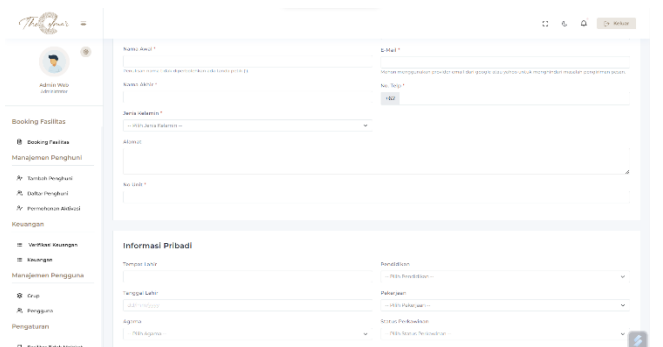 The Calmer
Keluar
Admin Web
Booking Fasilitas
Booking Fasilitas
Manajemen Penghuni
Tambah Penghuni
Daftar Penghuni
Permohonan Aktivasi
Keuangan
Verifikasi Keuangan
Keuangan
Manajemen Pengguna
Grup
Pengguna
Pengaturan
Nama Awal *
E-Mail *
Nama Akhir *
No. Telp *
+62
Jenis Kelamin *
-- Pilih Jenis Kelamin --
Alamat
No Unit *
Informasi Pribadi
Tempat Lahir
Pendidikan
-- Pilih Pendidikan --
Tanggal Lahir
Pekerjaan
-- Pilih Pekerjaan --
Agama
-- Pilih Agama --
Status Perkawinan
-- Pilih Status Perkawinan --